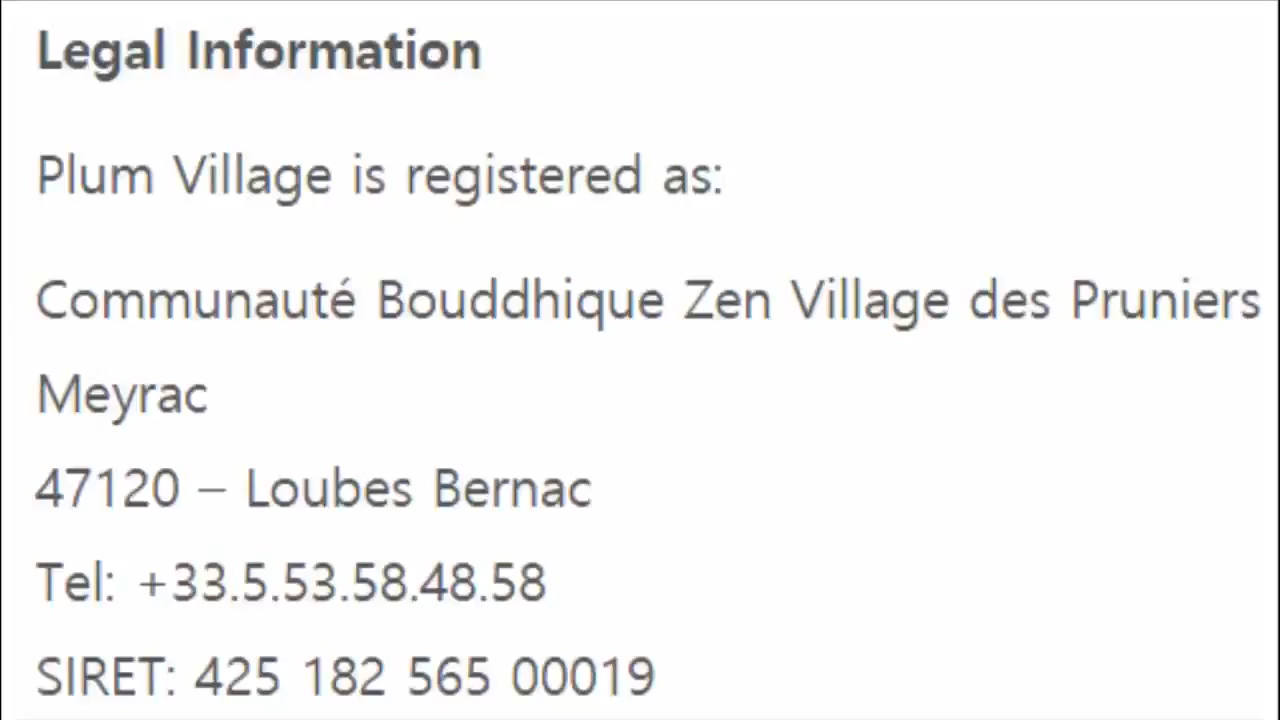 Legal Information
Plum Village is registered as:
Communauté Bouddhique Zen Village des Pruniers
Meyrac
47120 – Loubes Bernac
Tel: +33.5.53.58.48.58
SIRET: 425 182 565 00019